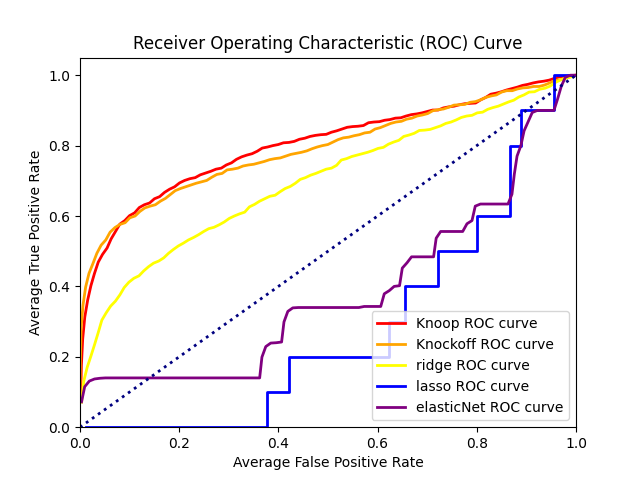 Receiver Operating Characteristic (ROC) Curve
Average True Positive Rate
1.0
0.8
0.6
0.4
0.2
0.0
Knoop ROC curve
Knockoff ROC curve
ridge ROC curve
lasso ROC curve
elasticNet ROC curve
0.0 0.2 0.4 0.6 0.8 1.0
Average False Positive Rate